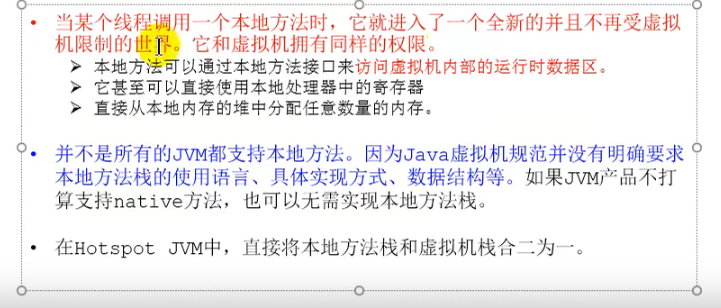 • 当某个线程调用一个本地方法时，它就进入了一个全新的并且不再受虚拟
机限制的世界。它和虚拟机拥有同样的权限。
➢ 本地方法可以通过本地方法接口来访问虚拟机内部的运行时数据区。
➢ 它甚至可以直接使用本地处理器中的寄存器
➢ 直接从本地内存的堆中分配任意数量的内存。
• 并不是所有的JVM都支持本地方法。因为Java虚拟机规范并没有明确要求
本地方法栈的使用语言、具体实现方式、数据结构等。如果JVM产品不打
算支持native方法，也可以无需实现本地方法栈。
• 在Hotspot JVM中，直接将本地方法栈和虚拟机栈合二为一。